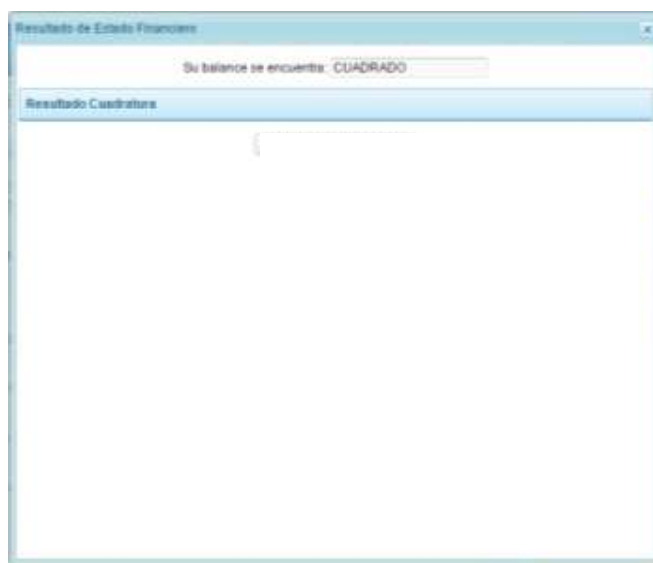 Resultado de Estado Financiero
Su balance se encuentra: CUADRADO
Resultado Cuadratura